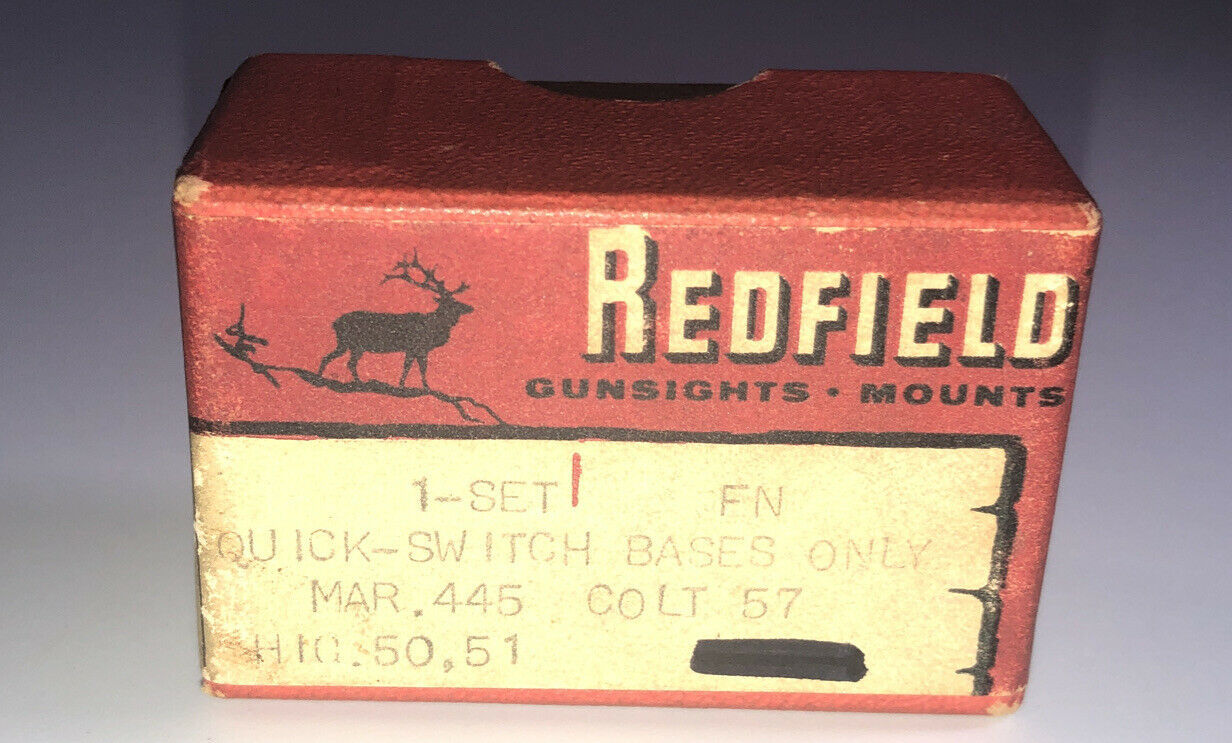 REDFIELD
GUNSIGHTS • MOUNTS
1-SET FN
QUICK-SWITCH BASES ONLY
MAR.445 COLT 57
HIG.50,51